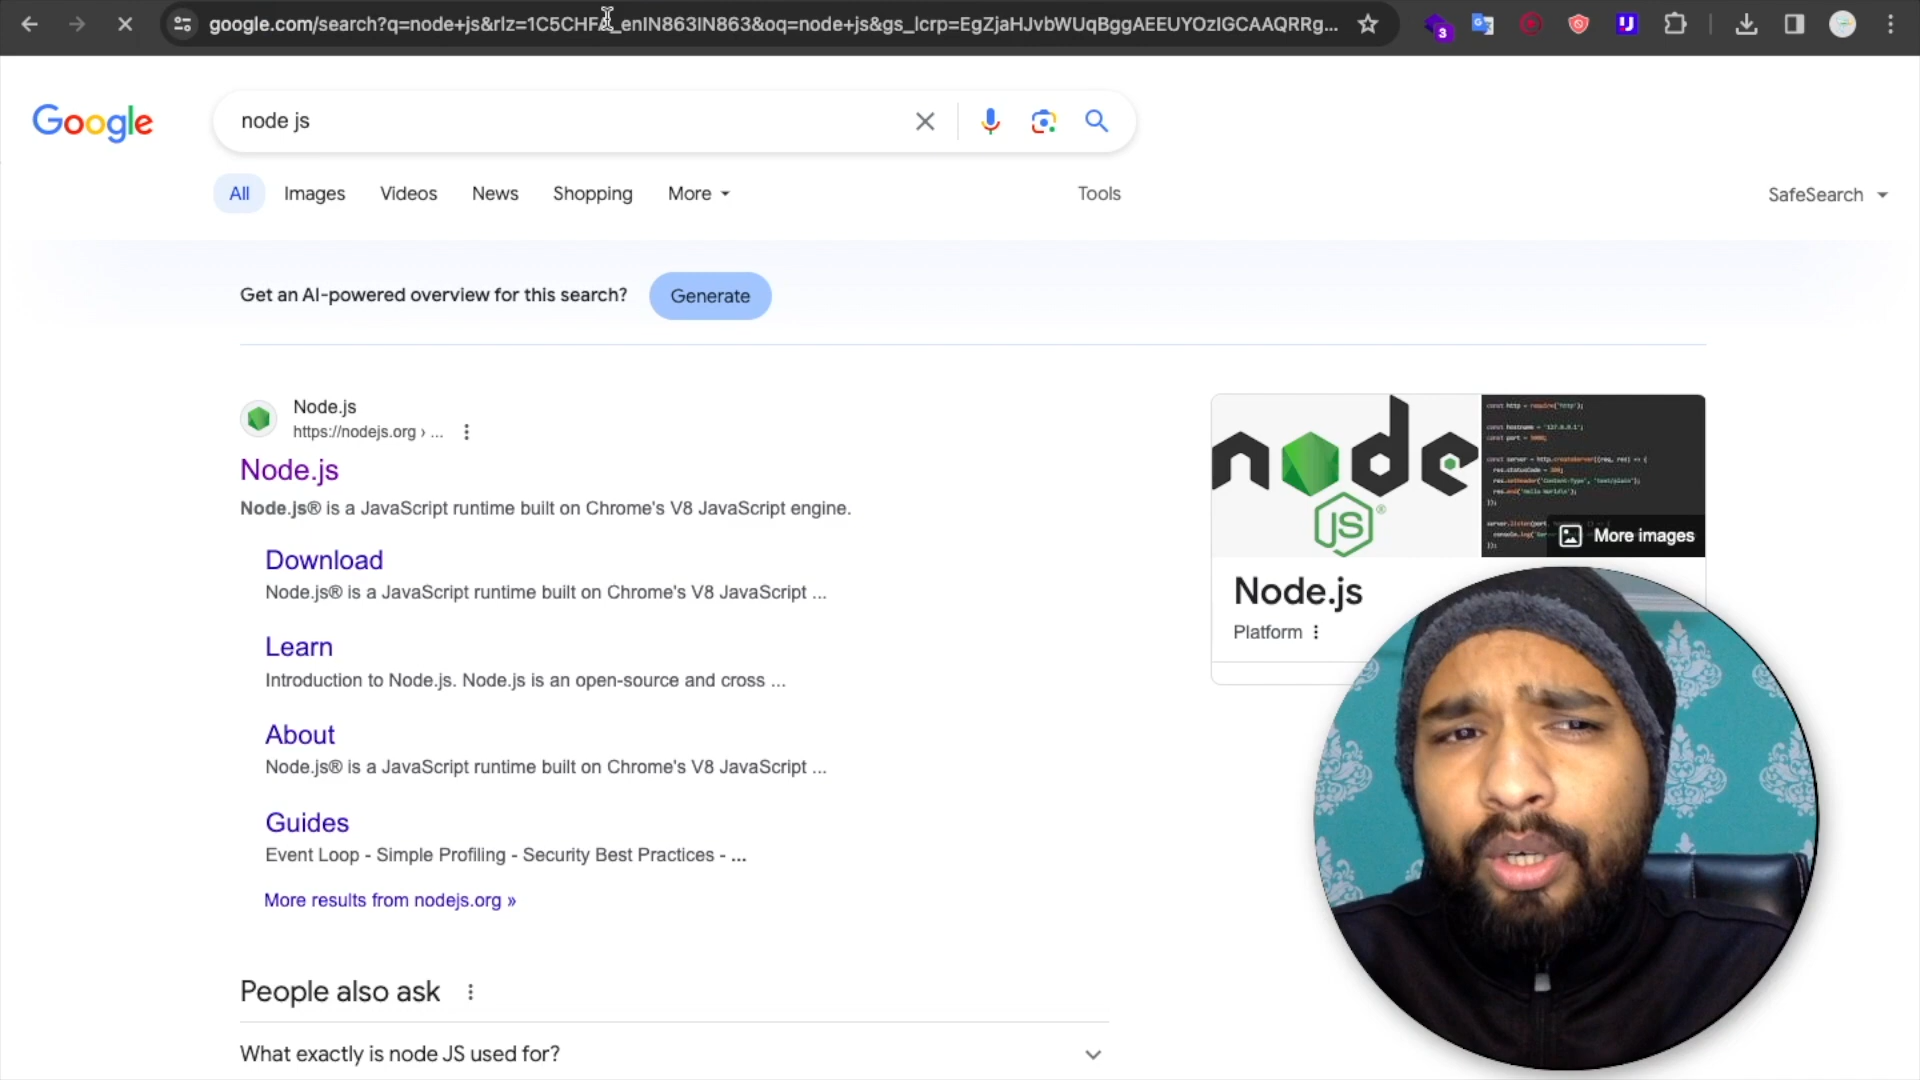 google.com/search?q=node+js&rlz=1C5CHFA_enIN863IN863&oq=node+js&gs_lcrp=EgZjaHJvbWUqBggAEEUYOzIGCAAQRRg...
3
Google
node js
All Images Videos News Shopping More Tools SafeSearch
Get an AI-powered overview for this search? Generate
Node.js
https://nodejs.org › ...
Node.js
Node.js® is a JavaScript runtime built on Chrome's V8 JavaScript engine.
Download
Node.js® is a JavaScript runtime built on Chrome's V8 JavaScript ...
Learn
Introduction to Node.js. Node.js is an open-source and cross ...
About
Node.js® is a JavaScript runtime built on Chrome's V8 JavaScript ...
Guides
Event Loop - Simple Profiling - Security Best Practices - ...
More results from nodejs.org »
People also ask
What exactly is node JS used for?
node
JS®
More images
Node.js
Platform